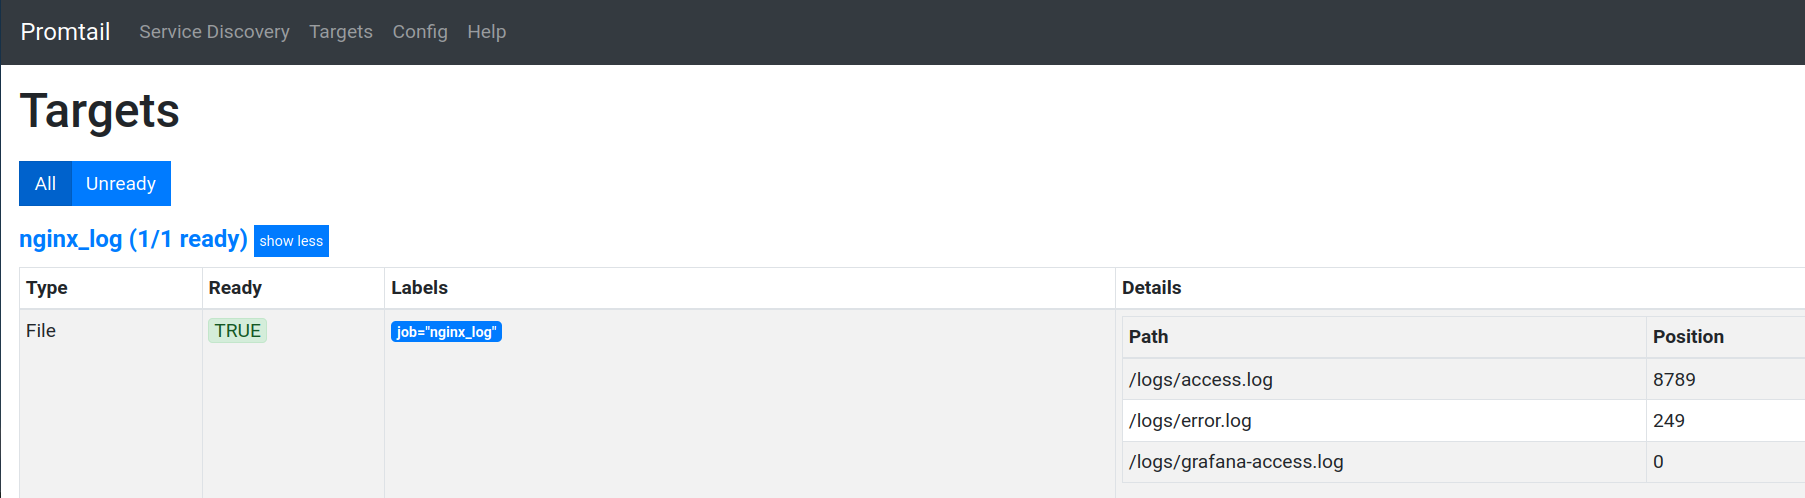 Promtail Service Discovery Targets Config Help
Targets
All Unready
nginx_log (1/1 ready) show less
Type Ready Labels Details
File TRUE job="nginx_log" Path Position
/logs/access.log 8789
/logs/error.log 249
/logs/grafana-access.log 0